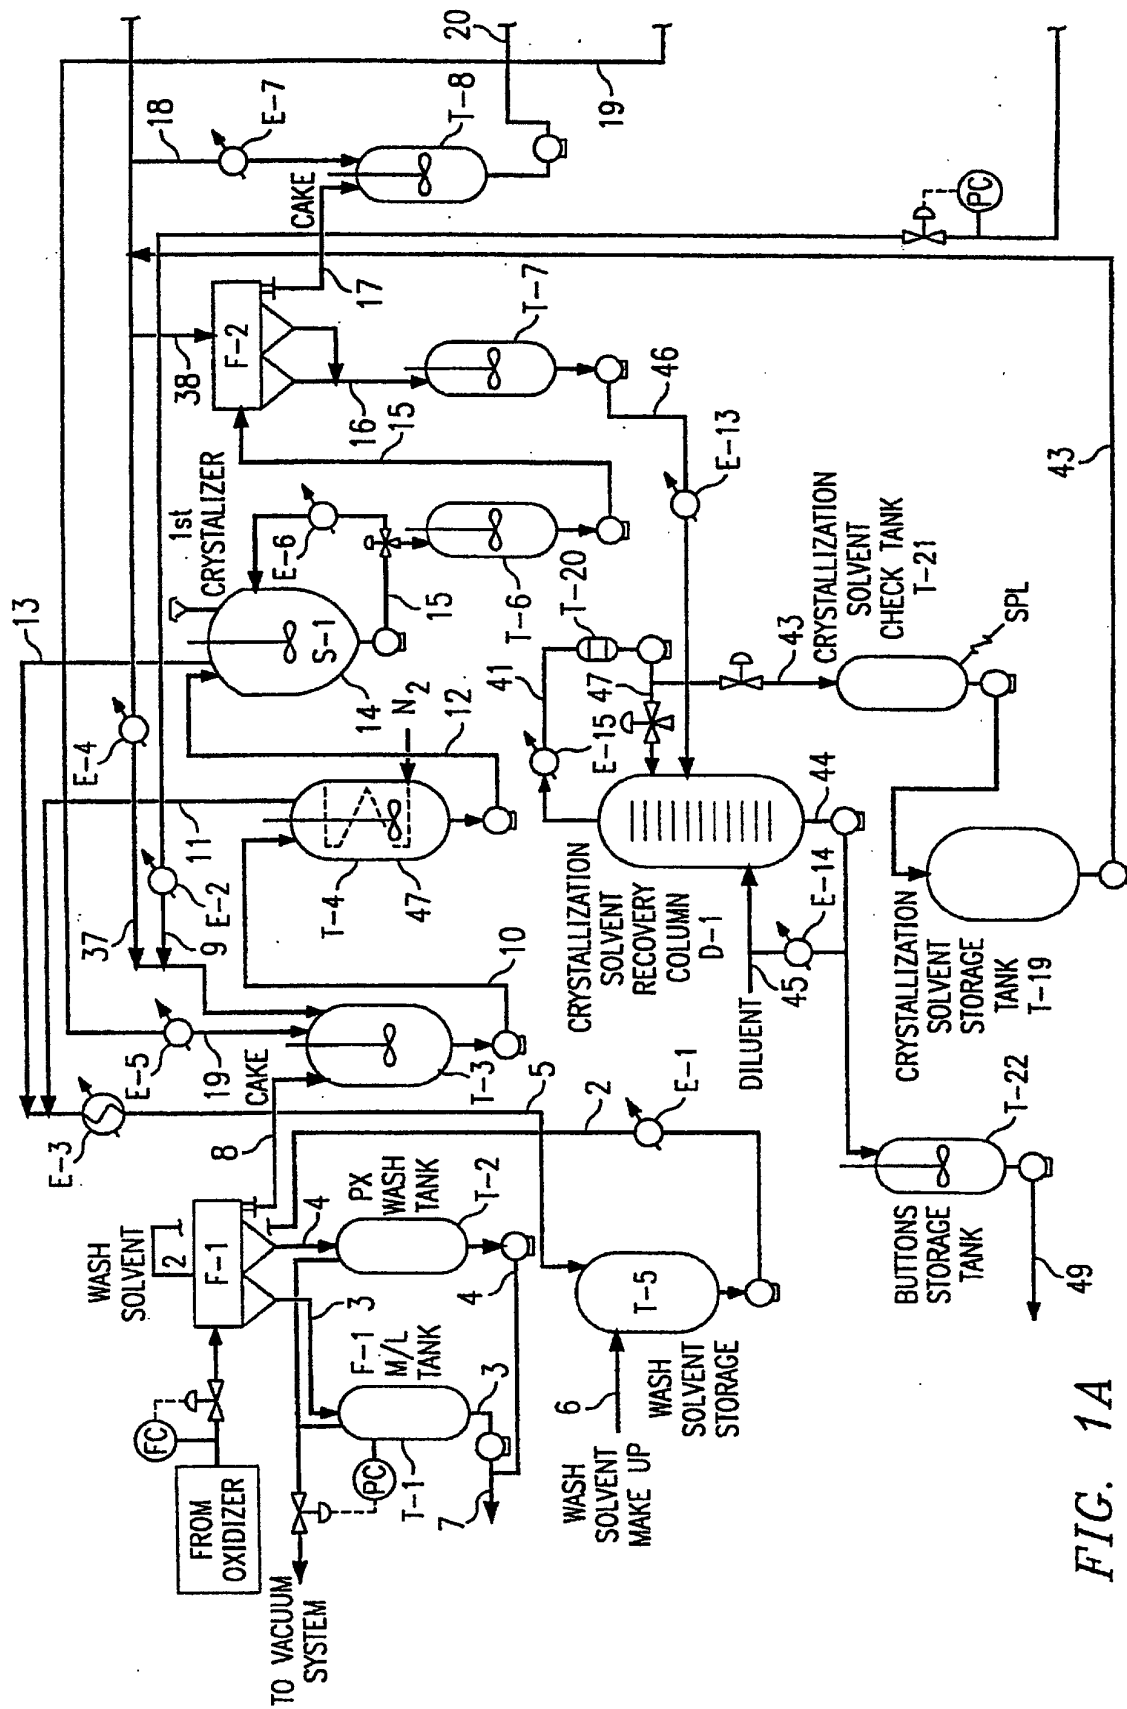 FROM
OXIDIZER
FC
TO VACUUM
SYSTEM
WASH
SOLVENT
2
F-1
3
F-1
M/L
TANK
PC
T-1
3
7
4
PX
WASH
TANK
T-2
4
8
CAKE
E-3
5
2
E-1
WASH
SOLVENT
MAKE UP
6
T-5
WASH
SOLVENT
STORAGE
E-5
19
T-3
10
37
9
E-2
11
E-4
13
T-4
47
N2
12
14
S-1
1st
CRYSTALIZER
E-6
15
T-6
15
38
F-2
16
17
CAKE
T-7
46
E-13
18
E-7
T-8
20
19
PC
CRYSTALLIZATION
SOLVENT
RECOVERY
COLUMN
D-1
E-15
41
T-20
47
43
DILUENT
45
E-14
44
CRYSTALLIZATION
SOLVENT
CHECK TANK
T-21
SPL
CRYSTALLIZATION
SOLVENT
STORAGE
TANK
T-19
43
BUTTONS
STORAGE
TANK
T-22
49
FIG. 1A